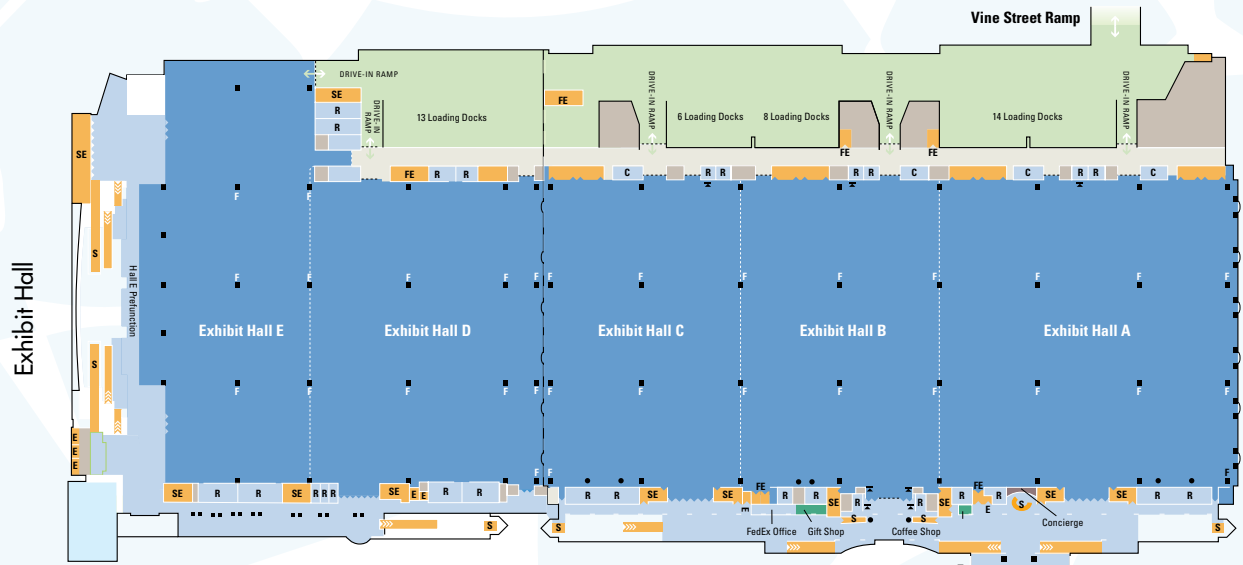 Vine Street Ramp
DRIVE-IN RAMP
SE
R
R
DRIVE-IN
RAMP
13 Loading Docks
FE
DRIVE-IN RAMP
6 Loading Docks
8 Loading Docks
DRIVE-IN RAMP
14 Loading Docks
DRIVE-IN RAMP
FE
FE
SE
FE
R
R
C
R
R
R
R
C
C
R
R
C
F
F
S
Exhibit Hall
Hall E Prefunction
F
F
F
F
F
F
F
F
F
F
F
F
Exhibit Hall E
Exhibit Hall D
Exhibit Hall C
Exhibit Hall B
Exhibit Hall A
S
F
F
F
F
F
F
F
F
F
F
F
F
E
E
E
F
F
F
SE
R
R
SE
R
R
R
SE
E
E
R
R
R
R
SE
SE
FE
E
R
R
SE
R
R
SE
R
FE
E
R
S
SE
SE
R
R
S
S
S
S
S
FedEx Office
Gift Shop
Coffee Shop
I
Concierge